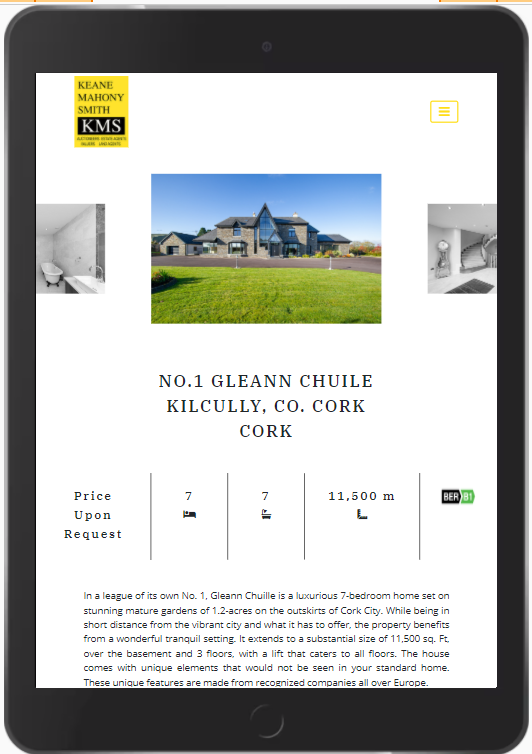 KEANE
MAHONY
SMITH
KMS
AUCTIONEERS ESTATE AGENTS
VALUERS LAND AGENTS
NO.1 GLEANN CHUILE
KILCULLY, CO. CORK
CORK
Price
Upon
Request
7
7
11,500 m
BER B1
In a league of its own No. 1, Gleann Chuille is a luxurious 7-bedroom home set on
stunning mature gardens of 1.2-acres on the outskirts of Cork City. While being in
short distance from the vibrant city and what it has to offer, the property benefits
from a wonderful tranquil setting. It extends to a substantial size of 11,500 sq. Ft,
over the basement and 3 floors, with a lift that caters to all floors. The house
comes with unique elements that would not be seen in your standard home.
These unique features are made from recognized companies all over Europe.